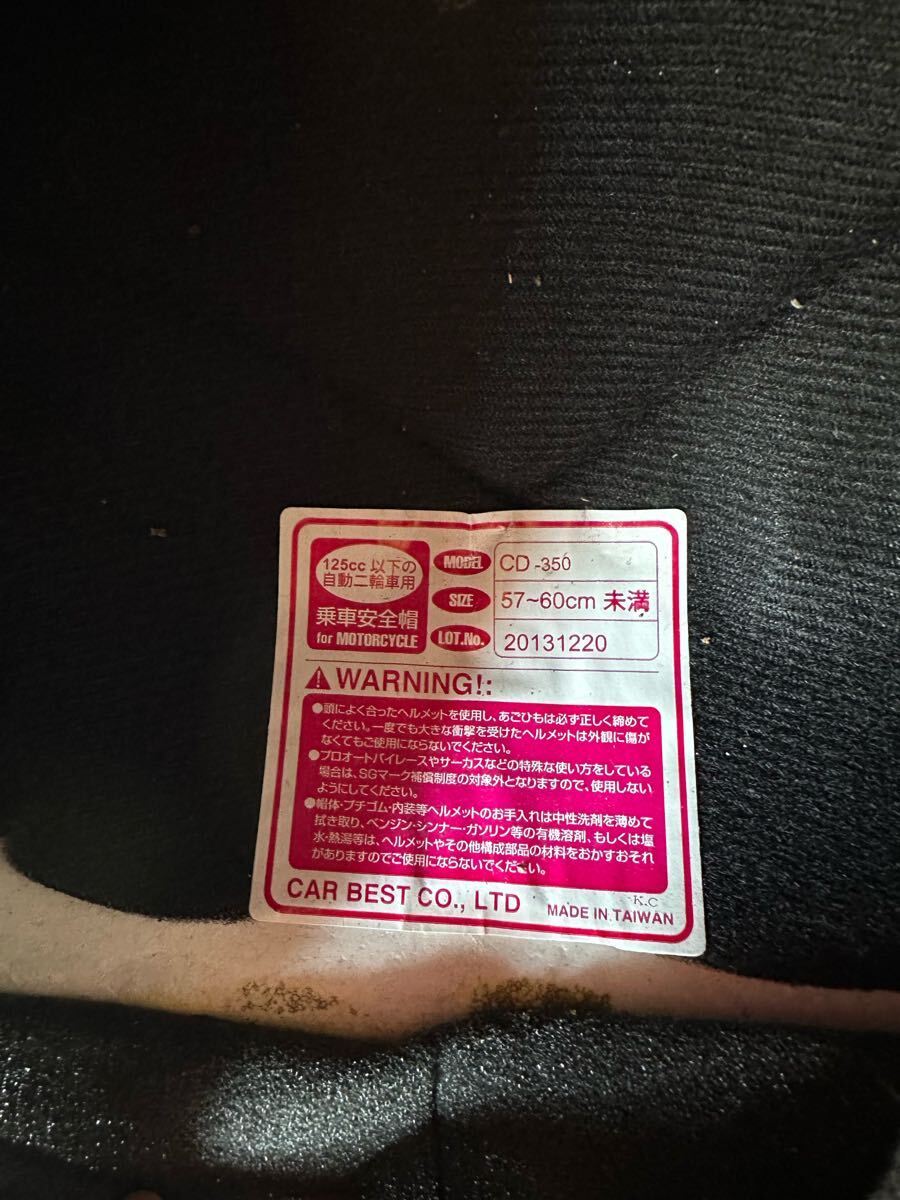 125cc 以下の
自動二輪車用
乗車安全帽
for MOTORCYCLE
MODEL CD-350
SIZE 57~60cm 未満
LOT.No. 20131220
⚠WARNING!:
●頭によく合ったヘルメットを使用し、あごひもは必ず正しく締めて
ください。一度でも大きな衝撃を受けたヘルメットは外観に傷が
なくてもご使用にならないでください。
●プロオートバイレースやサーカスなどの特殊な使い方をしている
場合は、SGマーク補償制度の対象外となりますので、使用しない
ようにしてください。
●帽体・プチゴム・内装等ヘルメットのお手入れは中性洗剤を薄めて
拭き取り、ベンジン・シンナー・ガソリン等の有機溶剤、もしくは塩
水・熱湯等は、ヘルメットやその他構成部品の材料をおかすおそれ
がありますのでご使用にならないでください。
CAR BEST CO., LTD
K.C
MADE IN TAIWAN